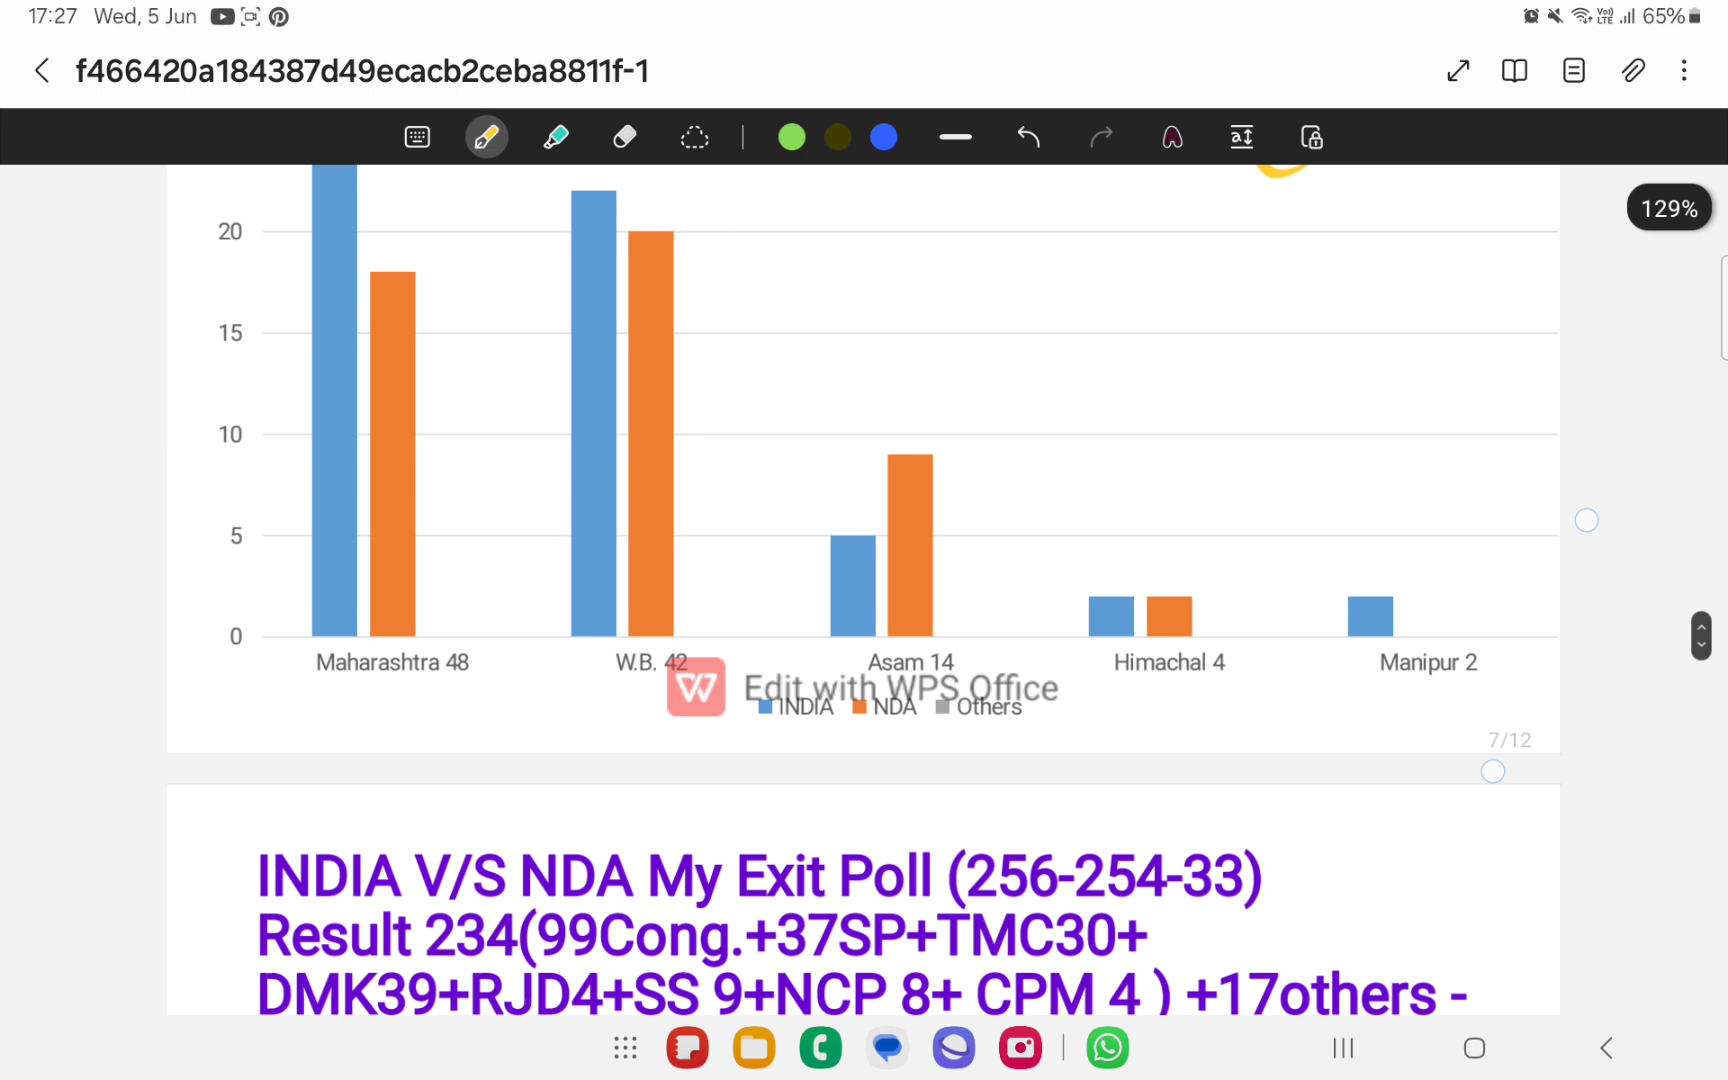 17:27 Wed, 5 Jun 65%
f466420a184387d49ecacb2ceba8811f-1
129%
20
15
10
5
0
Maharashtra 48 W.B. 42 Asam 14 Himachal 4 Manipur 2
Edit with WPS Office
INDIA NDA Others
7/12
INDIA V/S NDA My Exit Poll (256-254-33)
Result 234(99Cong.+37SP+TMC30+
DMK39+RJD4+SS 9+NCP 8+ CPM 4 ) +17others -